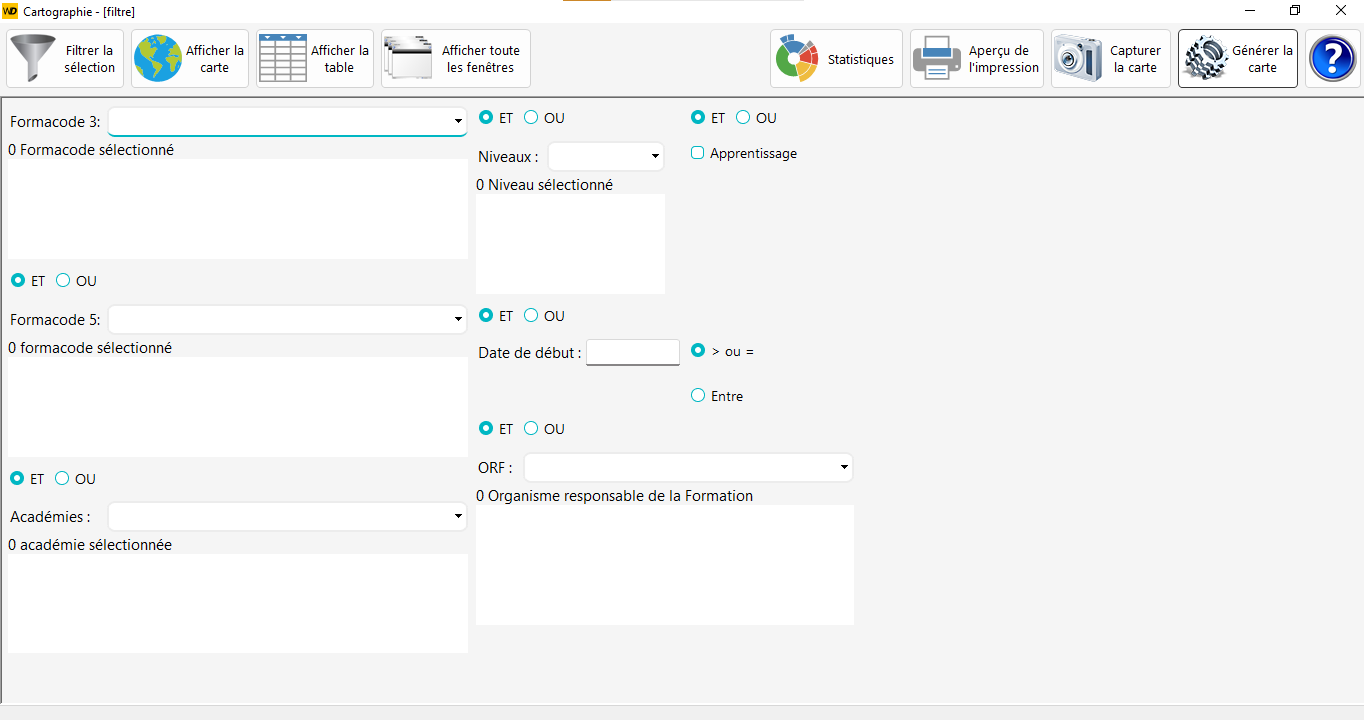 WD Cartographie - [filtre]
Filtrer la
sélection
Afficher la
carte
Afficher la
table
Afficher toute
les fenêtres
Statistiques
Aperçu de
l'impression
Capturer
la carte
Générer la
carte
?
Formacode 3:
0 Formacode sélectionné
ET OU
Formacode 5:
0 formacode sélectionné
ET OU
Académies :
0 académie sélectionnée
ET OU
Niveaux :
0 Niveau sélectionné
ET OU
Date de début :
> ou =
Entre
ET OU
ORF :
0 Organisme responsable de la Formation
ET OU
Apprentissage